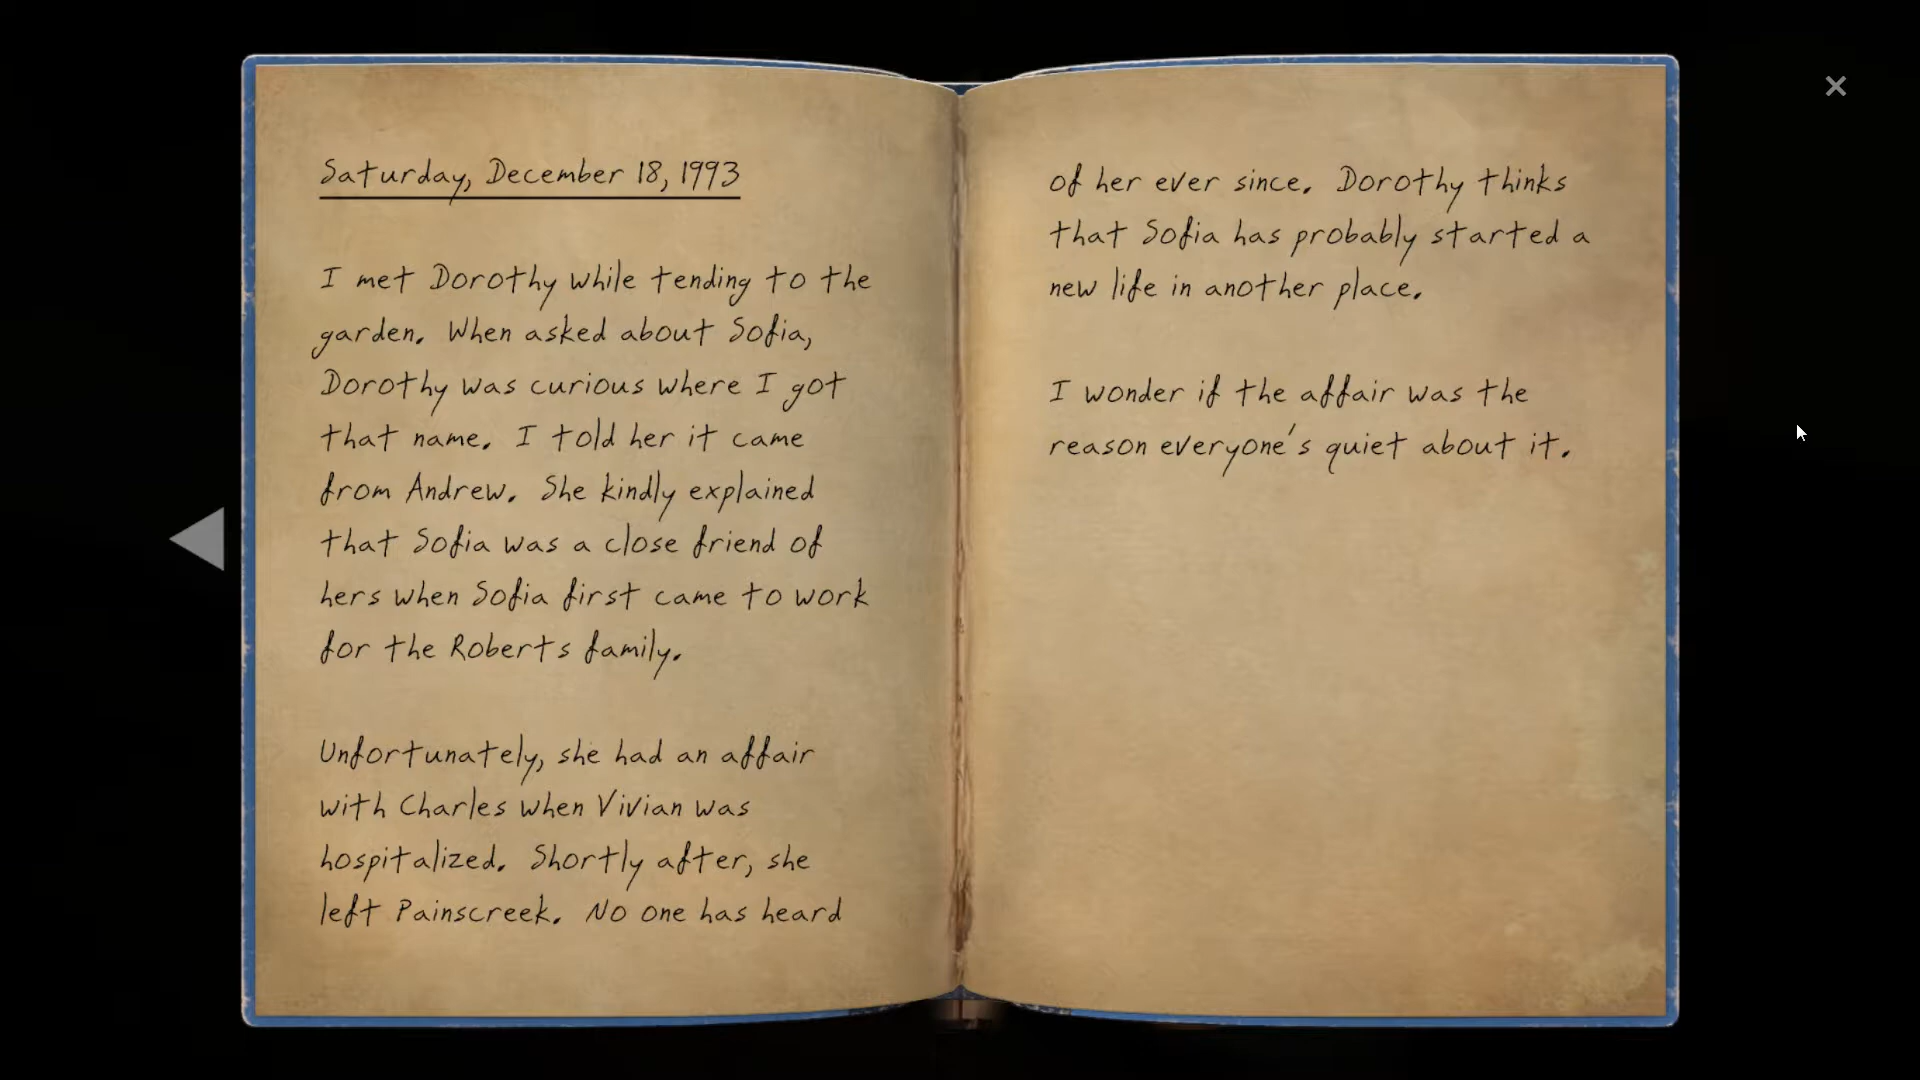 Saturday, December 18, 1993
I met Dorothy while tending to the
garden. When asked about Sofia,
Dorothy was curious where I got
that name. I told her it came
from Andrew. She kindly explained
that Sofia was a close friend of
hers when Sofia first came to work
for the Roberts family.
Unfortunately, she had an affair
with Charles when Vivian was
hospitalized. Shortly after, she
left Painscreek. No one has heard
of her ever since. Dorothy thinks
that Sofia has probably started a
new life in another place.
I wonder if the affair was the
reason everyone's quiet about it.